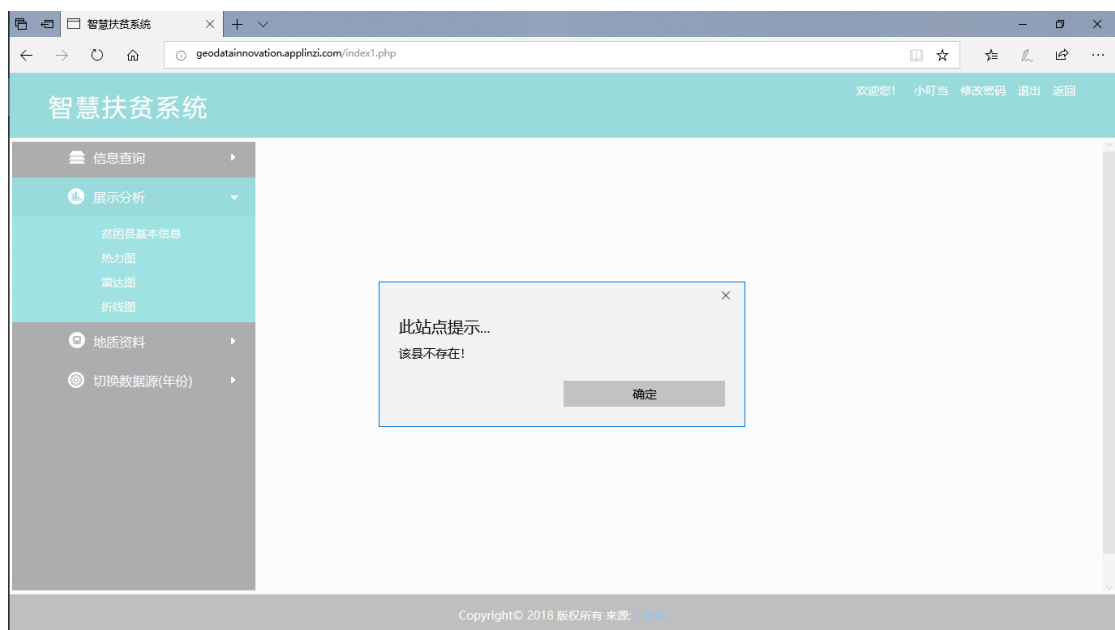 智慧扶贫系统
geodatainnovation.applinzi.com/index1.php
智慧扶贫系统
欢迎您! 小叮当 修改密码 退出 返回
信息查询
展示分析
贫困县基本信息
热力图
雷达图
折线图
地质资料
切换数据源(年份)
此站点提示...
该县不存在!
确定
Copyright© 2018 版权所有 来源: